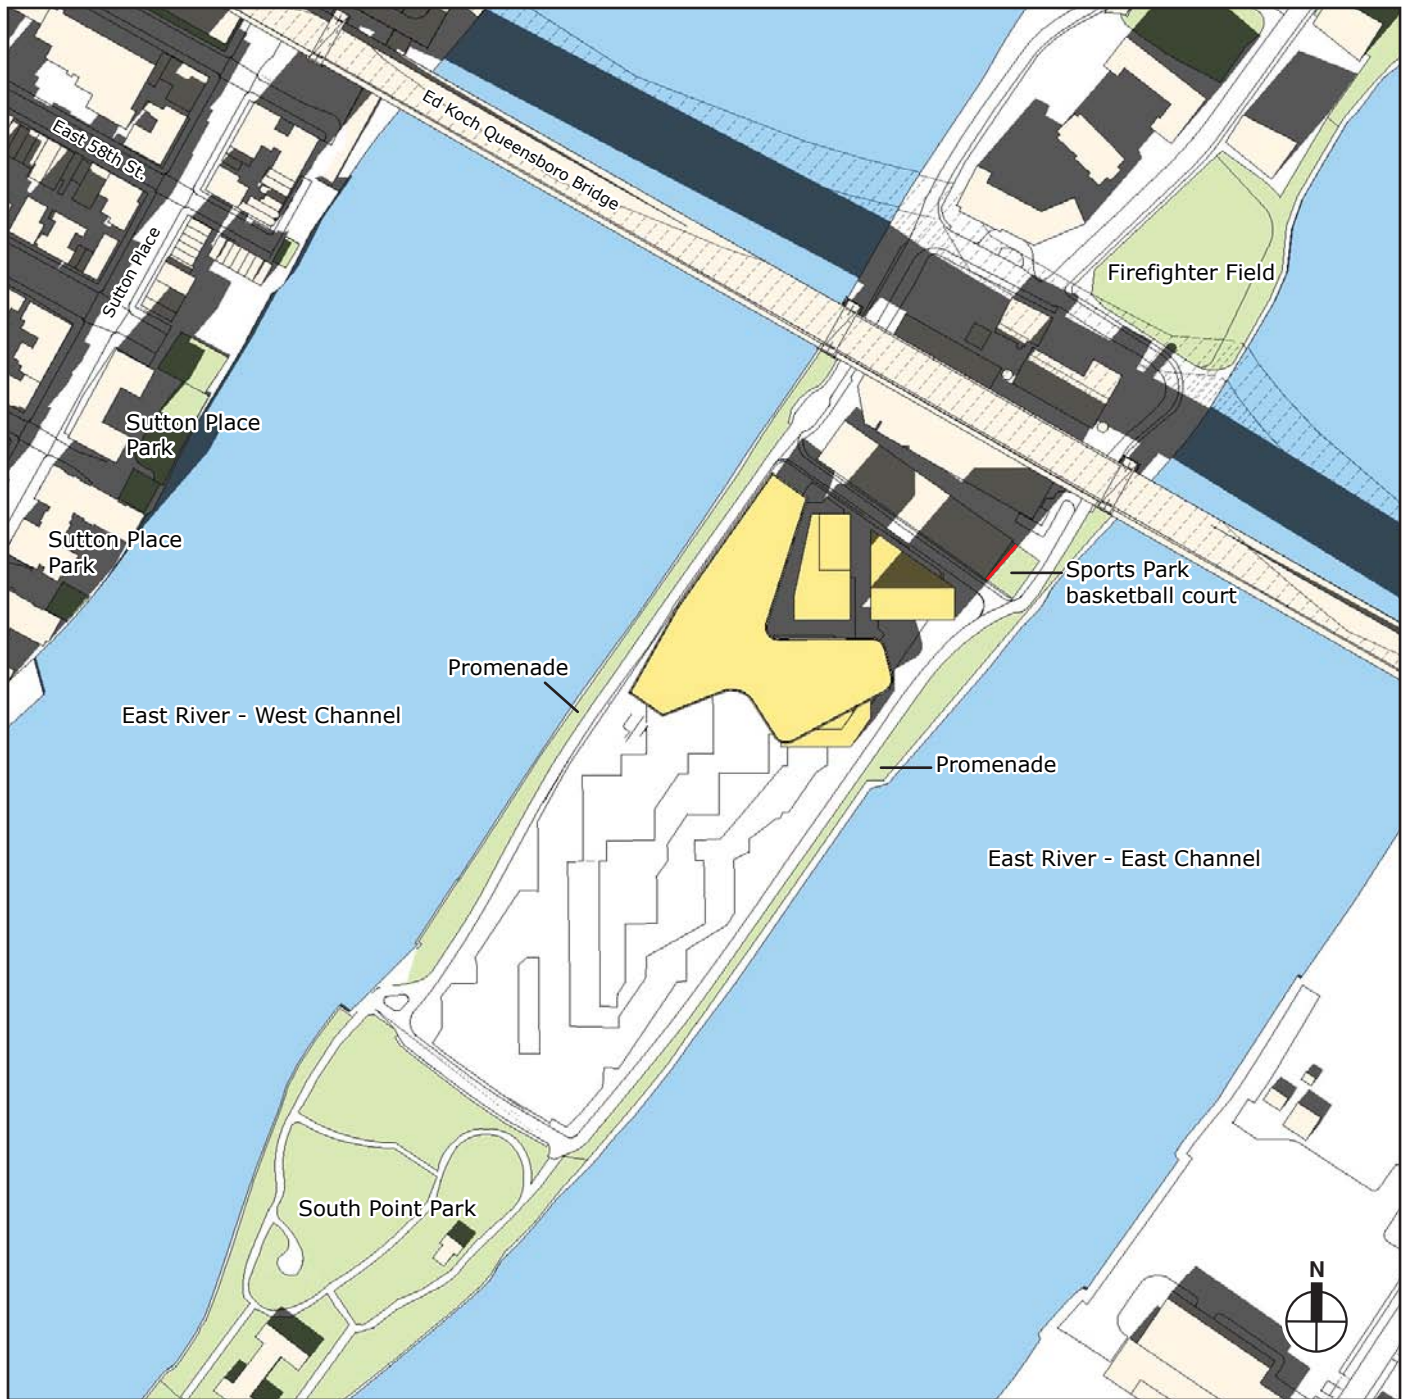 Ed Koch Queensboro Bridge
East 58th St.
Sutton Place
Firefighter Field
Sutton Place
Park
Sutton Place
Park
Sports Park
basketball court
Promenade
East River - West Channel
Promenade
East River - East Channel
South Point Park
N